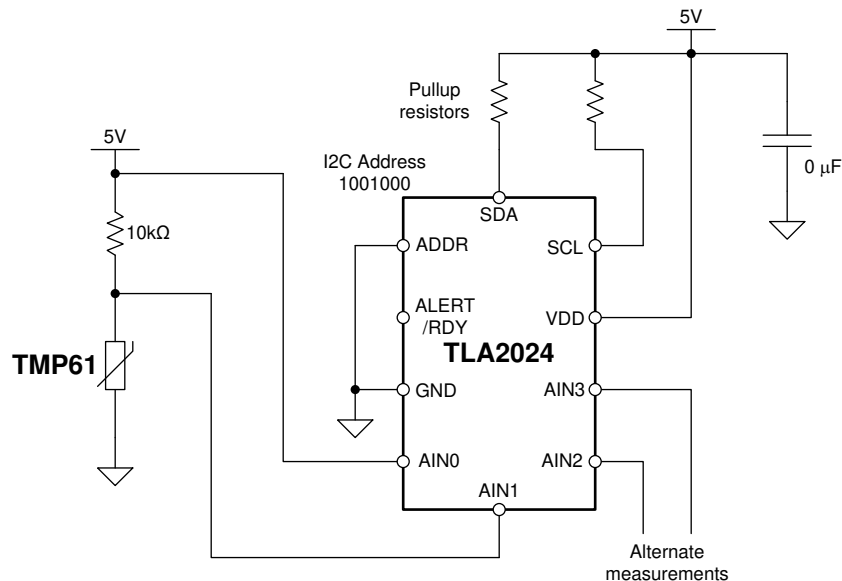 5V
Pullup
resistors
5V
I2C Address
1001000
0 μF
SDA
10kΩ
ADDR
SCL
ALERT
/RDY
VDD
TLA2024
TMP61
GND
AIN3
AIN0
AIN2
AIN1
Alternate
measurements